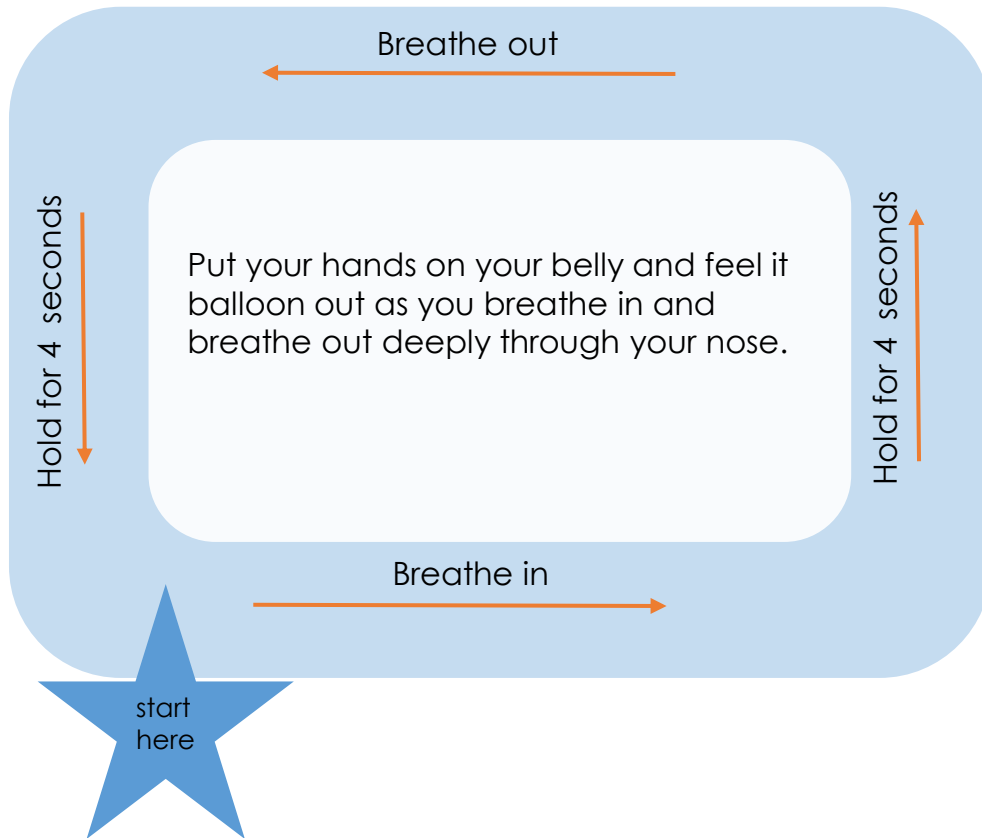 Breathe out
Hold for 4 seconds
Put your hands on your belly and feel it
balloon out as you breathe in and
breathe out deeply through your nose.
Hold for 4 seconds
Breathe in
start
here